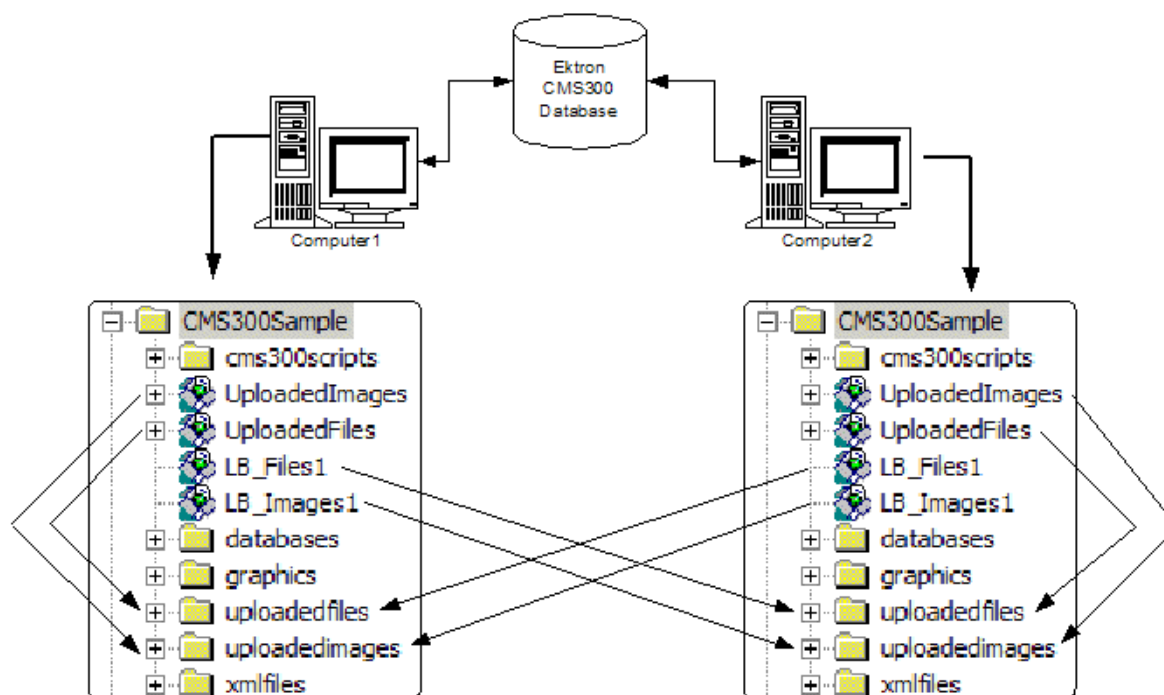 Ektron
CMS300
Database
Computer1
Computer2
CMS300Sample
cms300scripts
UploadedImages
UploadedFiles
LB_Files1
LB_Images1
databases
graphics
uploadedfiles
uploadedimages
xmlfiles
CMS300Sample
cms300scripts
UploadedImages
UploadedFiles
LB_Files1
LB_Images1
databases
graphics
uploadedfiles
uploadedimages
xmlfiles